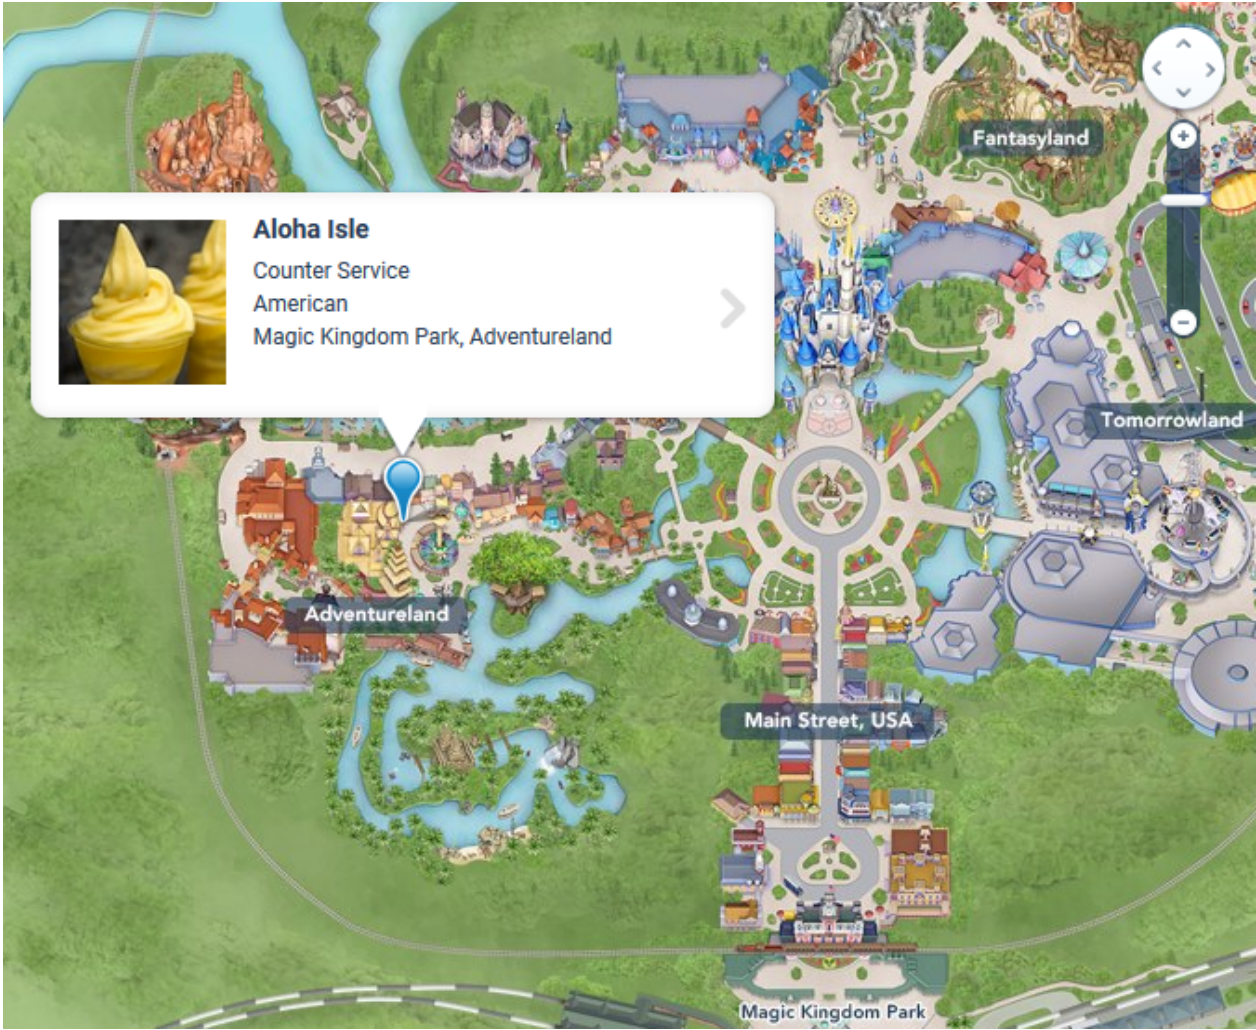 Fantasyland
Aloha Isle
Counter Service
American
Magic Kingdom Park, Adventureland
Tomorrowland
Adventureland
Main Street, USA
Magic Kingdom Park